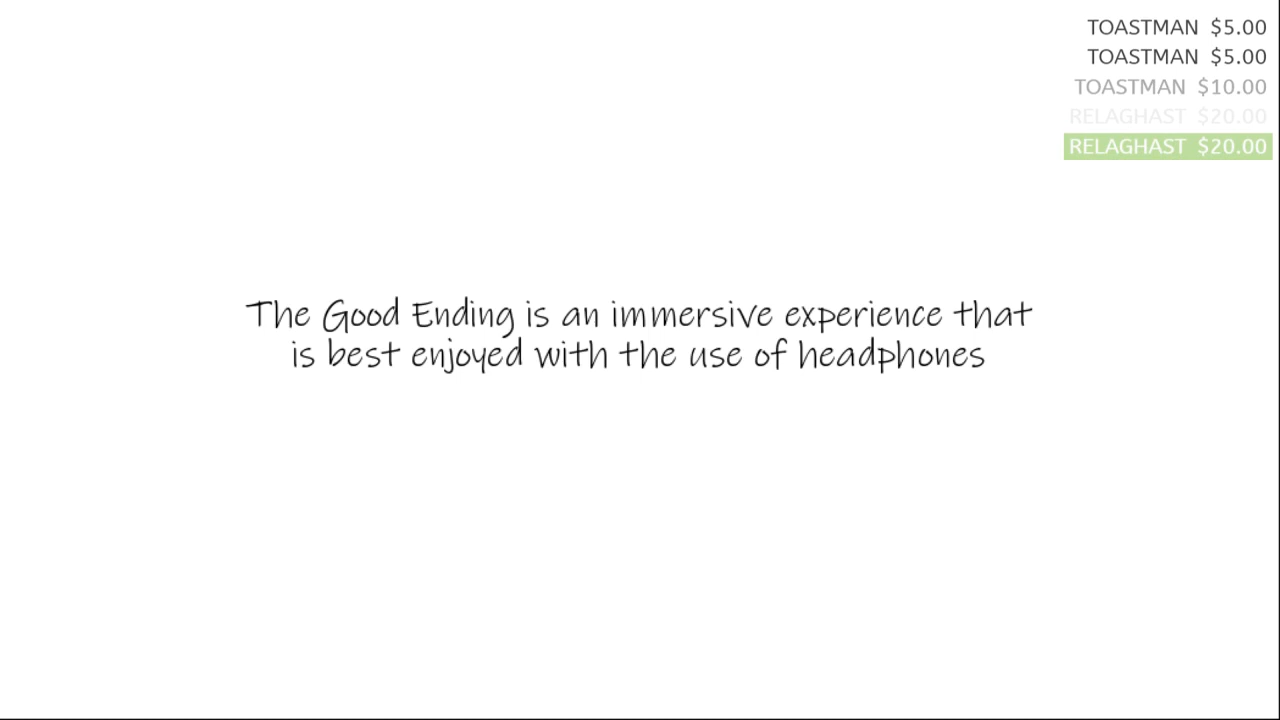 TOASTMAN $5.00
TOASTMAN $5.00
TOASTMAN $10.00
RELAGHAST $20.00
RELAGHAST $20.00
The Good Ending is an immersive experience that
is best enjoyed with the use of headphones